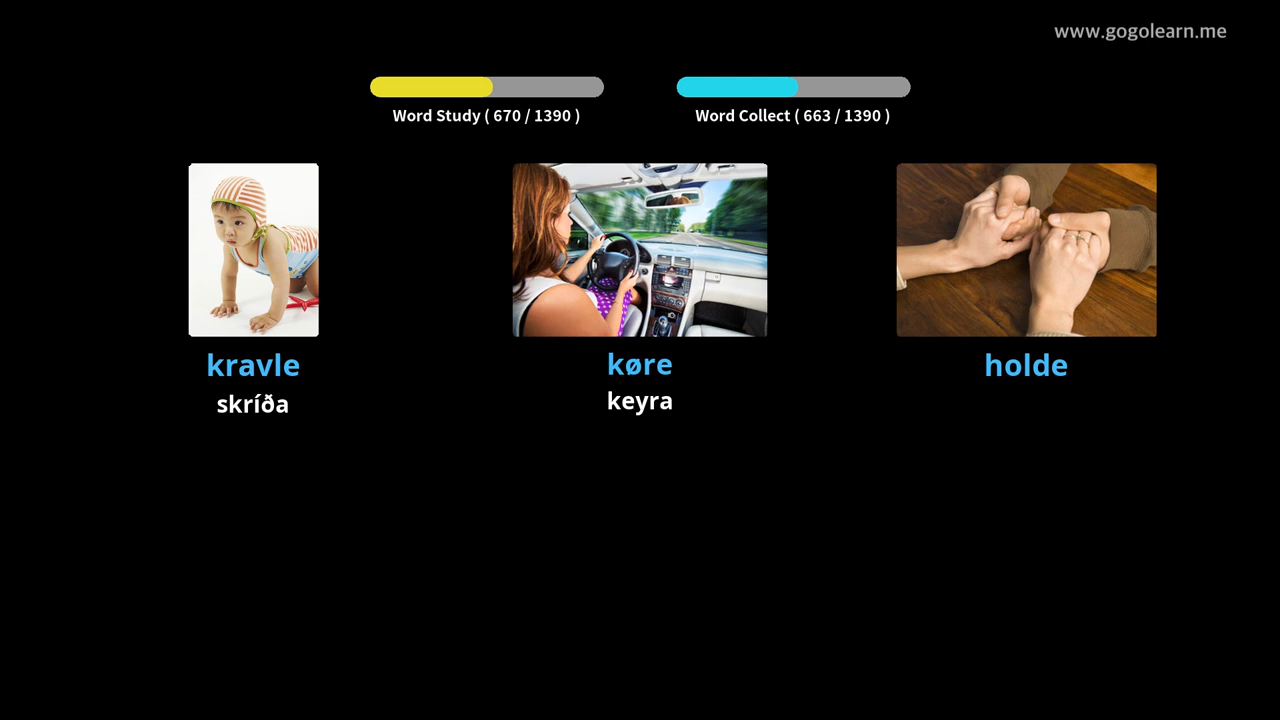 www.gogolearn.me
Word Study ( 670 / 1390 )
Word Collect ( 663 / 1390 )
kravle
skríða
køre
keyra
holde